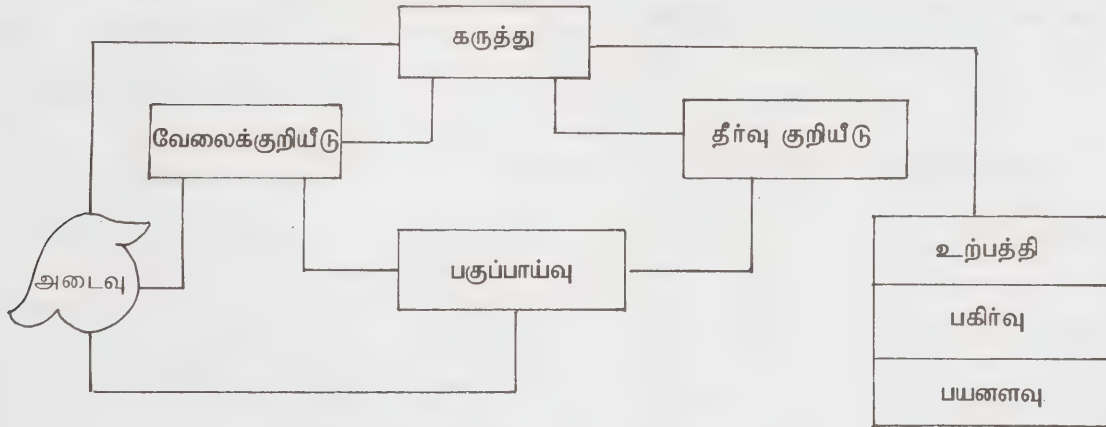 கருத்து
வேலைக்குறியீடு
தீர்வு குறியீடு
அடைவு
பகுப்பாய்வு
உற்பத்தி
பகிர்வு
பயனளவு